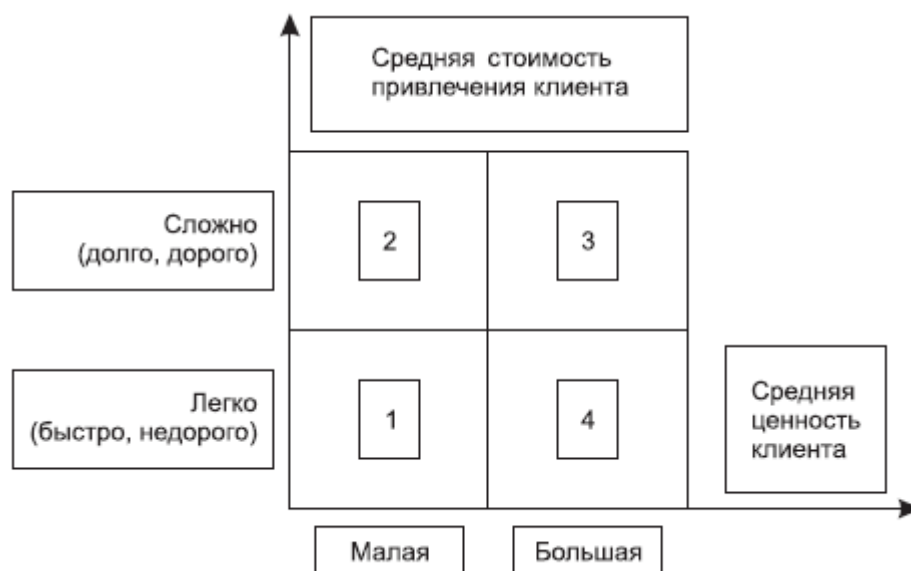 Средняя стоимость
привлечения клиента
Сложно
(долго, дорого)
2
3
Легко
(быстро, недорого)
1
4
Средняя
ценность
клиента
Малая
Большая